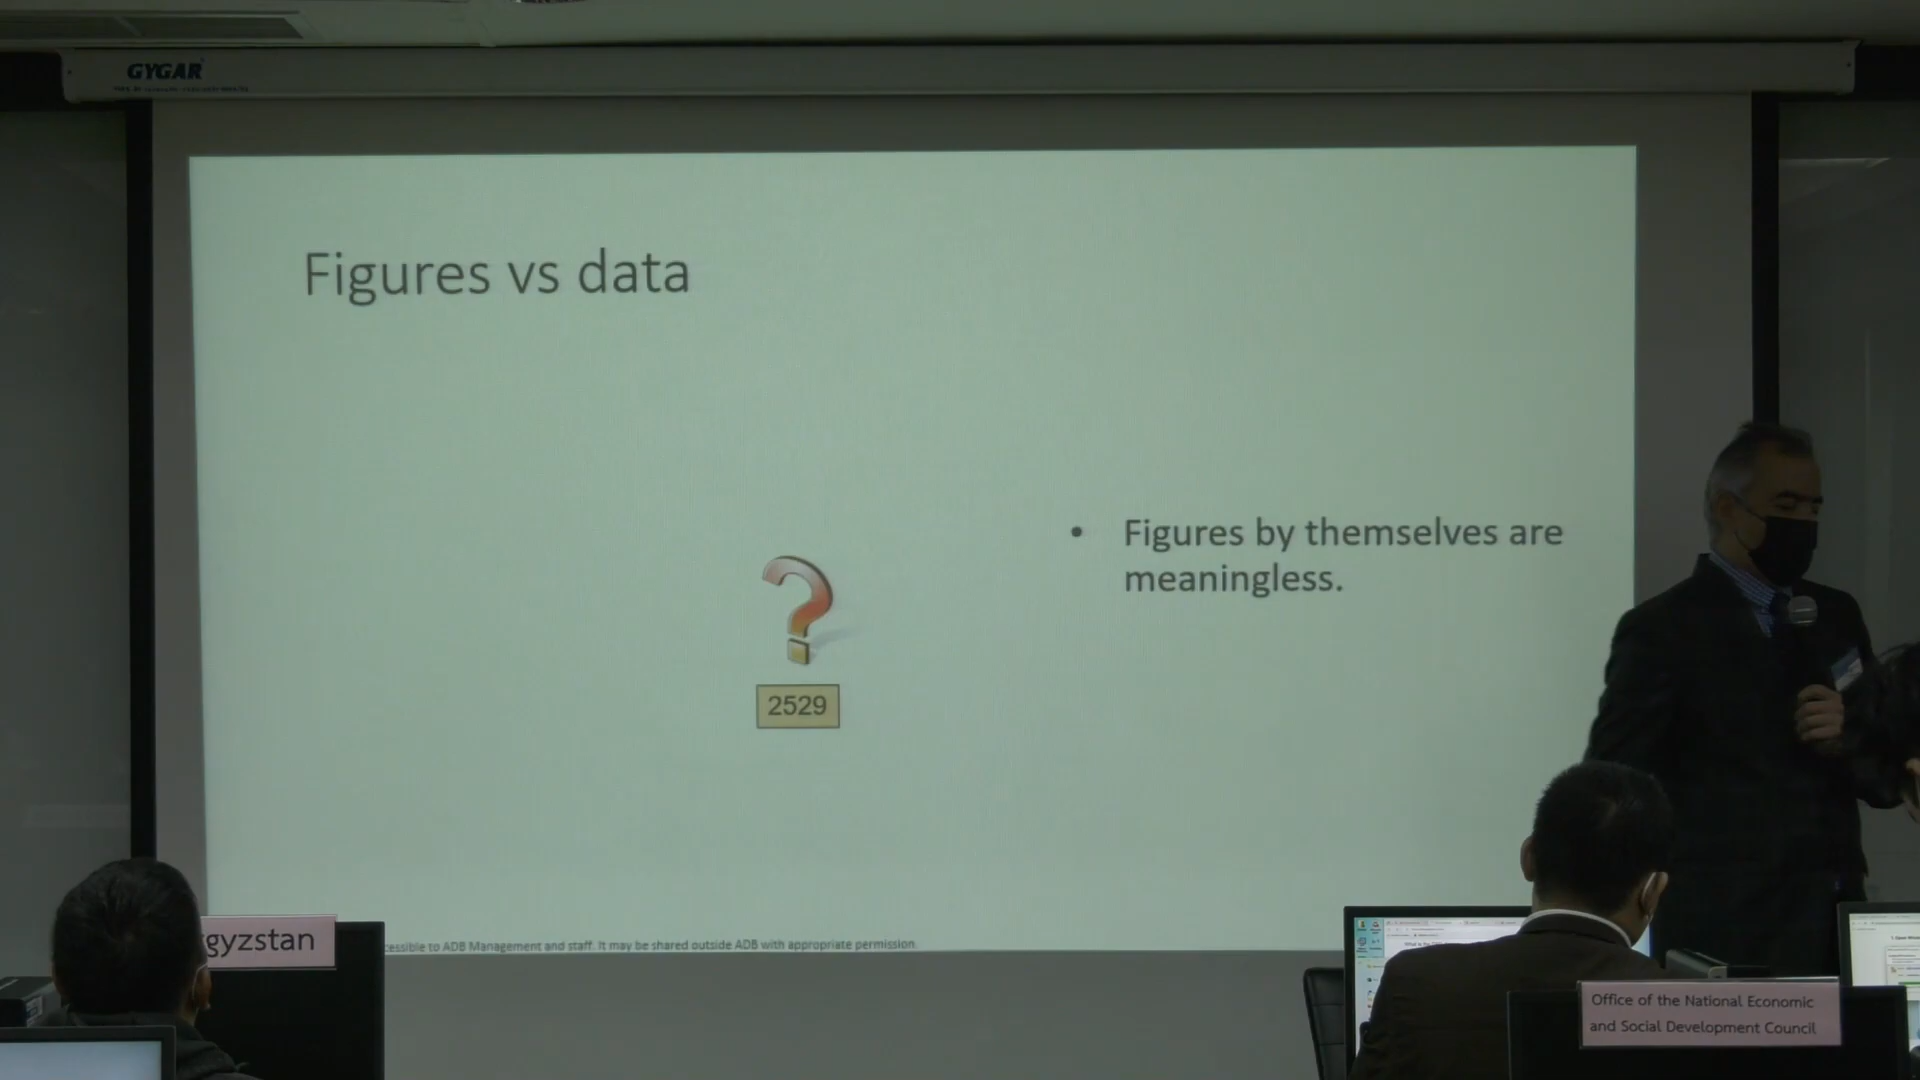 GYGAR
Figures vs data
• Figures by themselves are
meaningless.
2529
gyzstan
essible to ADB Management and staff. It may be shared outside ADB with appropriate permission.
Office of the National Economic
and Social Development Council